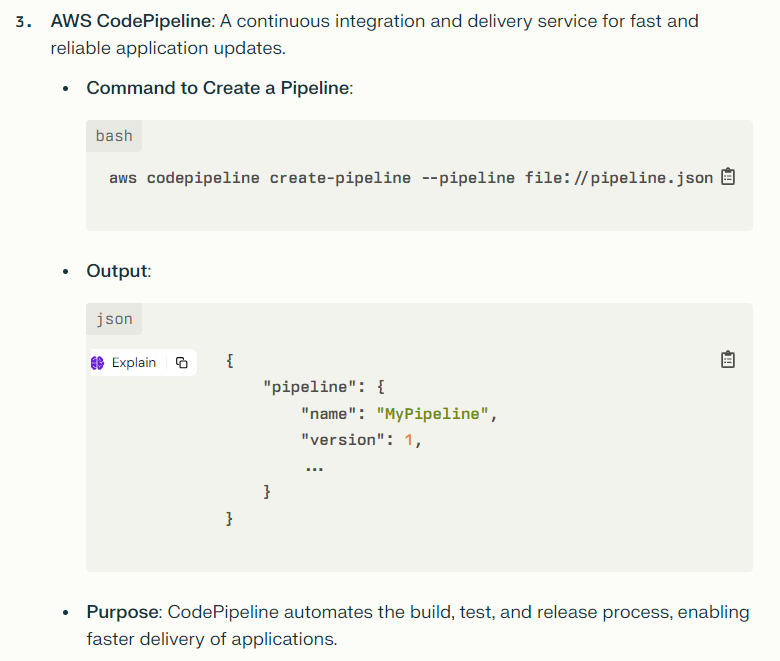 3. AWS CodePipeline: A continuous integration and delivery service for fast and
reliable application updates.
• Command to Create a Pipeline:
bash
aws codepipeline create-pipeline --pipeline file://pipeline.json
• Output:
json
Explain
{
"pipeline": {
"name": "MyPipeline",
"version": 1,
...
}
}
• Purpose: CodePipeline automates the build, test, and release process, enabling
faster delivery of applications.